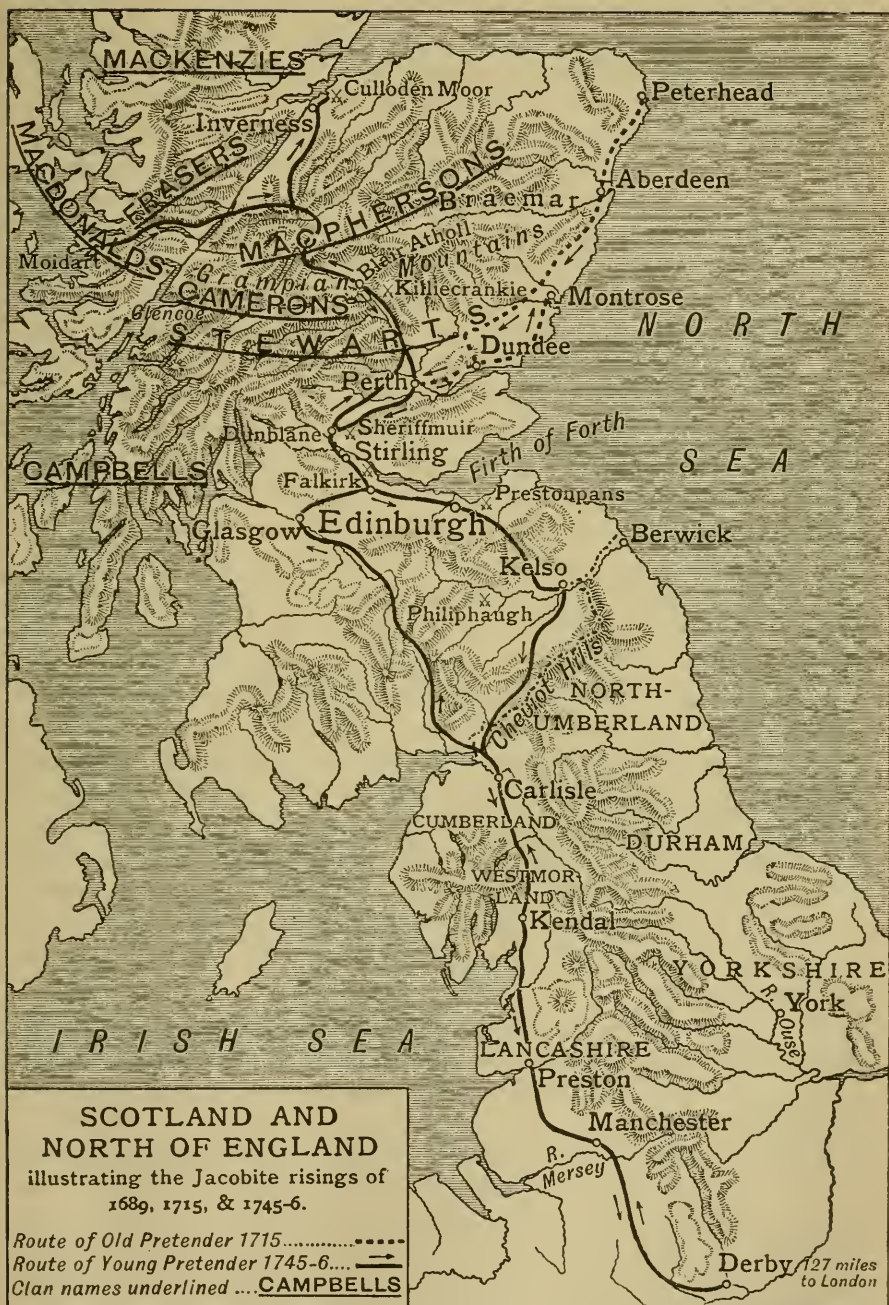 MACKENZIES
Culloden Moor
Peterhead
Inverness
MACDONALDS
FRASERS
Aberdeen
MACPHERSONS
Braemar
Moidart
Blair Atholl
Grampian Mountains
Killiecrankie
CAMERONS
Montrose
Glencoe
STEWARTS
NORTH
Dundee
Perth
Dunblane
Sheriffmuir
Stirling
Firth of Forth
SEA
CAMPBELLS
Falkirk
Prestonpans
Glasgow
Edinburgh
Berwick
Kelso
Philiphaugh
Cheviot Hills
NORTH-
UMBERLAND
Carlisle
CUMBERLAND
DURHAM
WESTMOR
LAND
Kendal
YORKSHIRE
R. Ouse
York
IRISH SEA
LANCASHIRE
Preston
Manchester
R.
Mersey
Derby
127 miles
to London
SCOTLAND AND
NORTH OF ENGLAND
illustrating the Jacobite risings of
1689, 1715, & 1745-6.
Route of Old Pretender 1715............
Route of Young Pretender 1745-6....
Clan names underlined ....CAMPBELLS